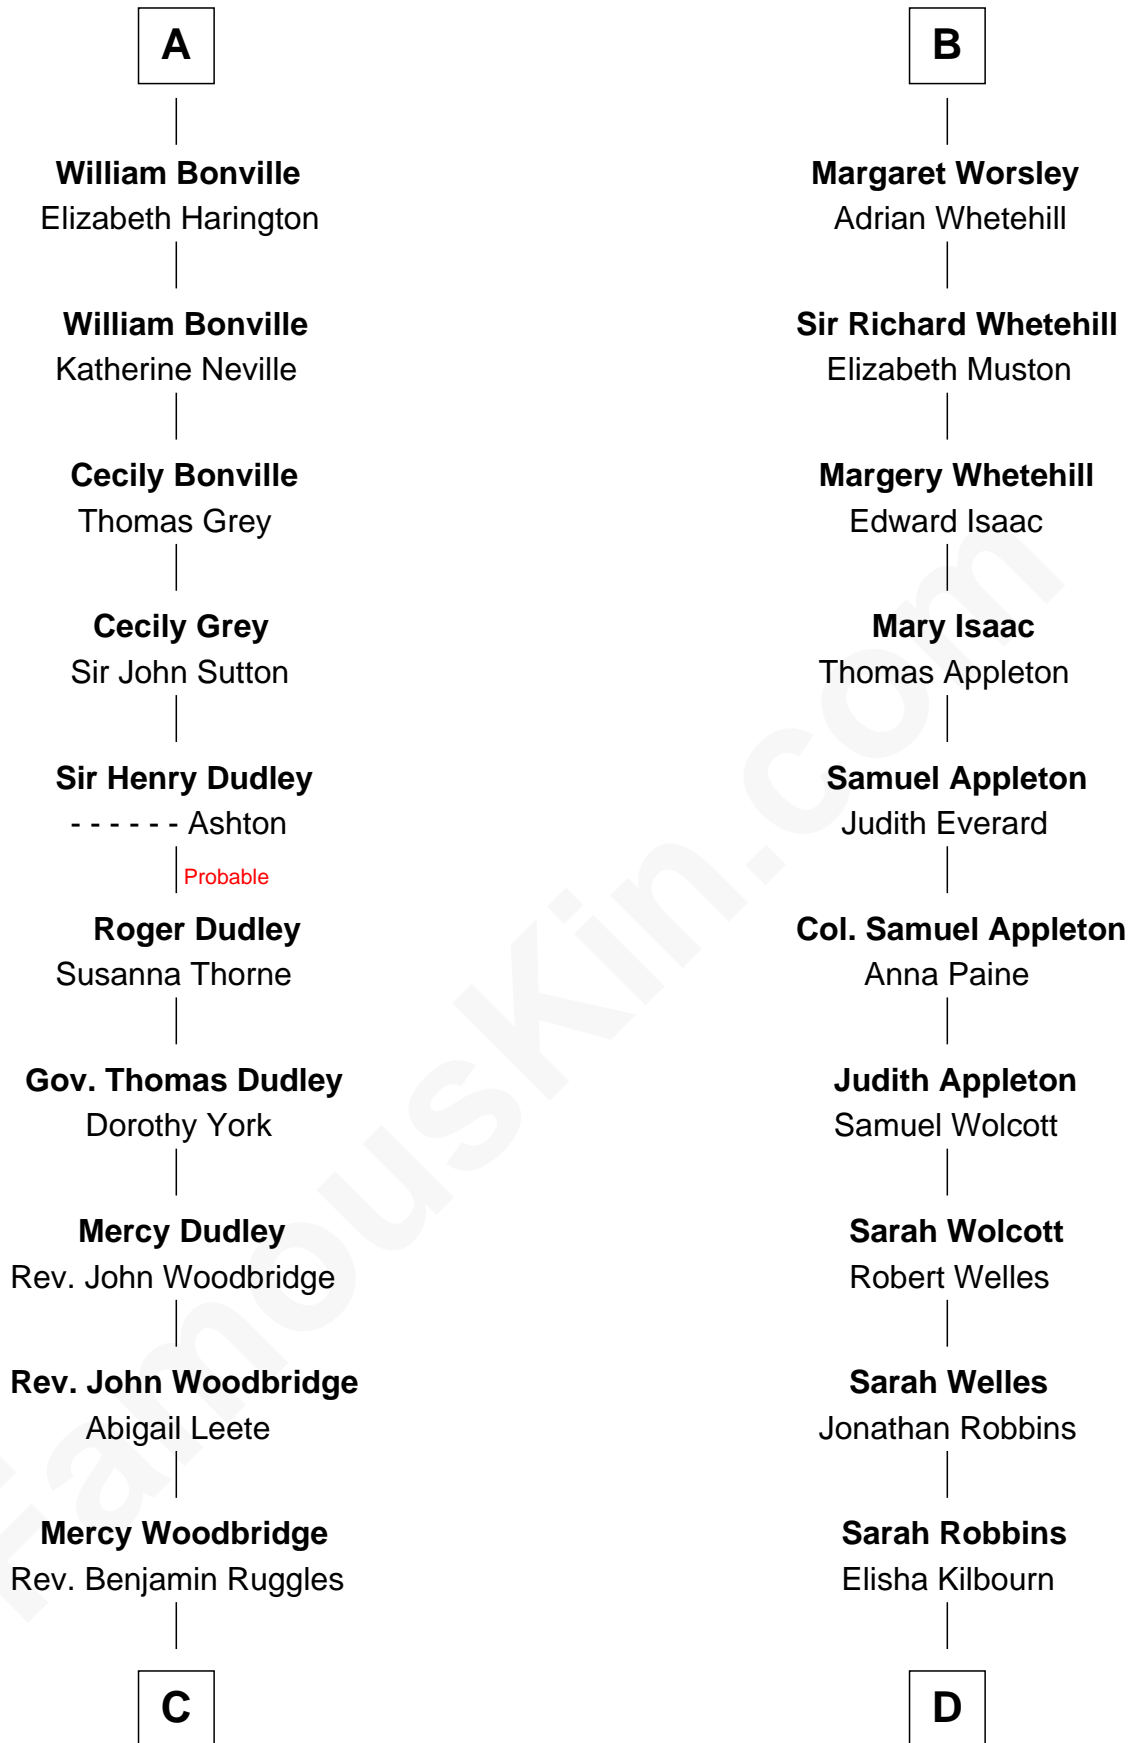 A
William Bonville
Elizabeth Harington
William Bonville
Katherine Neville
Cecily Bonville
Thomas Grey
Cecily Grey
Sir John Sutton
Sir Henry Dudley
- - - - - - Ashton
Probable
Roger Dudley
Susanna Thorne
Gov. Thomas Dudley
Dorothy York
Mercy Dudley
Rev. John Woodbridge
Rev. John Woodbridge
Abigail Leete
Mercy Woodbridge
Rev. Benjamin Ruggles
C
B
Margaret Worsley
Adrian Whetehill
Sir Richard Whetehill
Elizabeth Muston
Margery Whetehill
Edward Isaac
Mary Isaac
Thomas Appleton
Samuel Appleton
Judith Everard
Col. Samuel Appleton
Anna Paine
Judith Appleton
Samuel Wolcott
Sarah Wolcott
Robert Welles
Sarah Welles
Jonathan Robbins
Sarah Robbins
Elisha Kilbourn
D
FamousKin.com